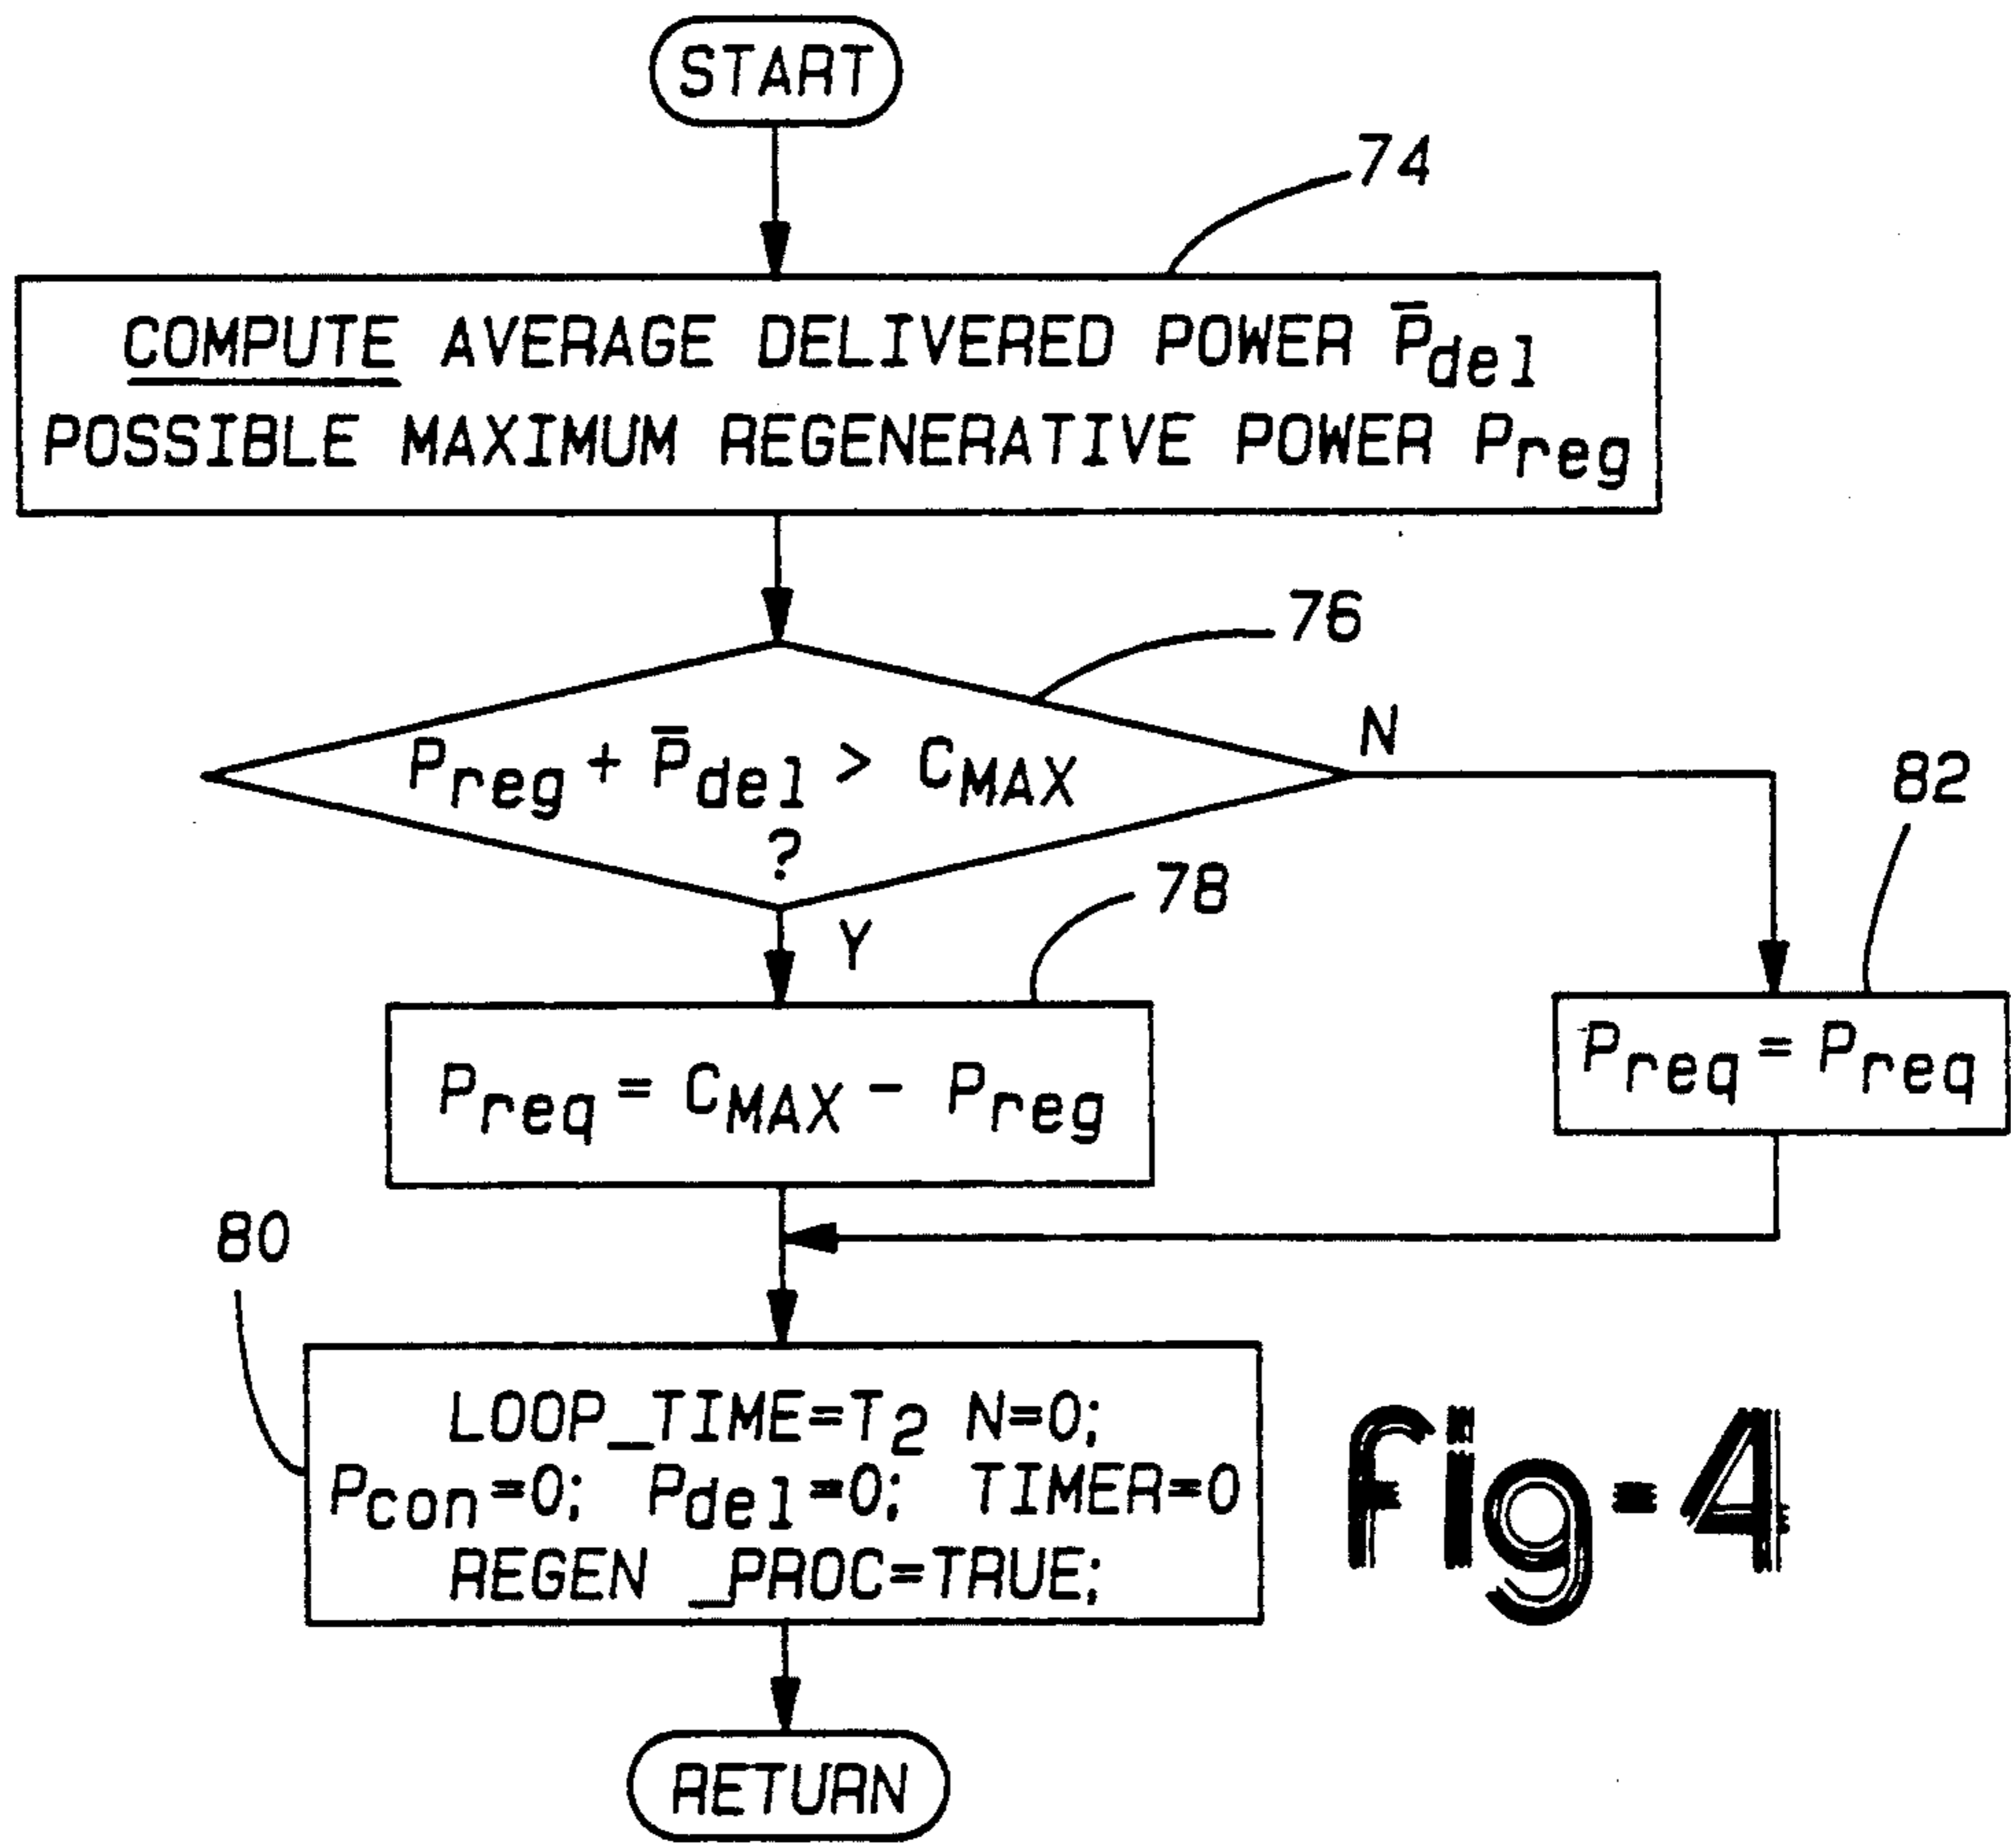 START
74
COMPUTE AVERAGE DELIVERED POWER P̅del
POSSIBLE MAXIMUM REGENERATIVE POWER Preg
76
Preg + P̅del > CMAX
?
N
82
Y
78
Preq = CMAX - Preg
Preq = Preq
80
LOOP_TIME=T2 N=0;
Pcon=0; Pdel=0; TIMER=0
REGEN _PROC=TRUE;
RETURN
fig-4